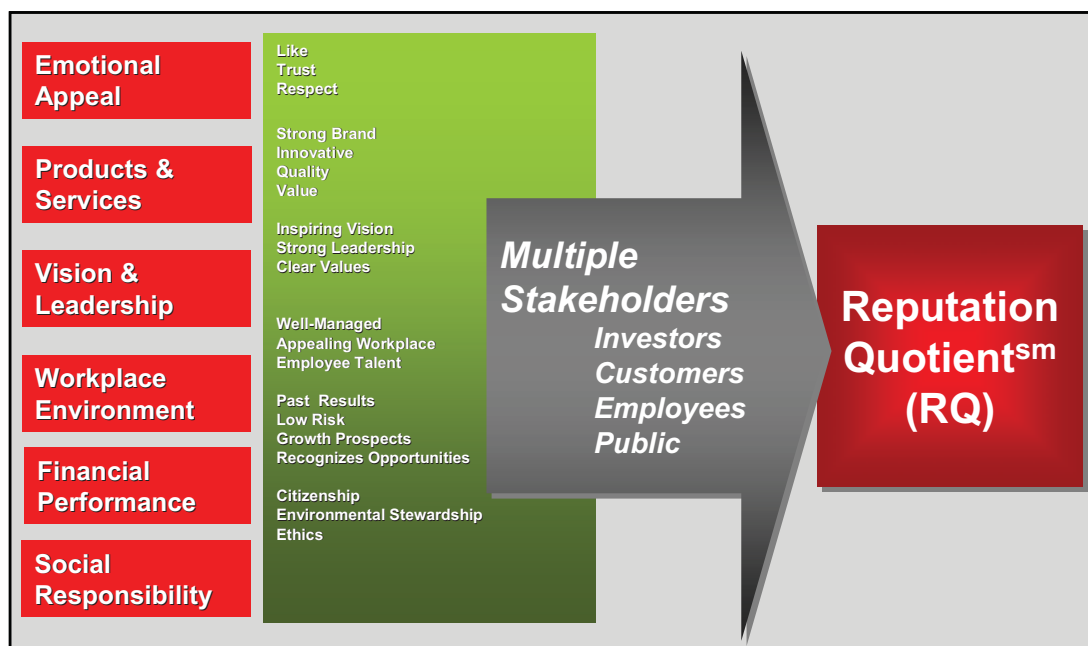 Emotional
Appeal
Products &
Services
Vision &
Leadership
Workplace
Environment
Financial
Performance
Social
Responsibility
Like
Trust
Respect
Strong Brand
Innovative
Quality
Value
Inspiring Vision
Strong Leadership
Clear Values
Well-Managed
Appealing Workplace
Employee Talent
Past Results
Low Risk
Growth Prospects
Recognizes Opportunities
Citizenship
Environmental Stewardship
Ethics
Multiple
Stakeholders
Investors
Customers
Employees
Public
Reputation
Quotientsm
(RQ)